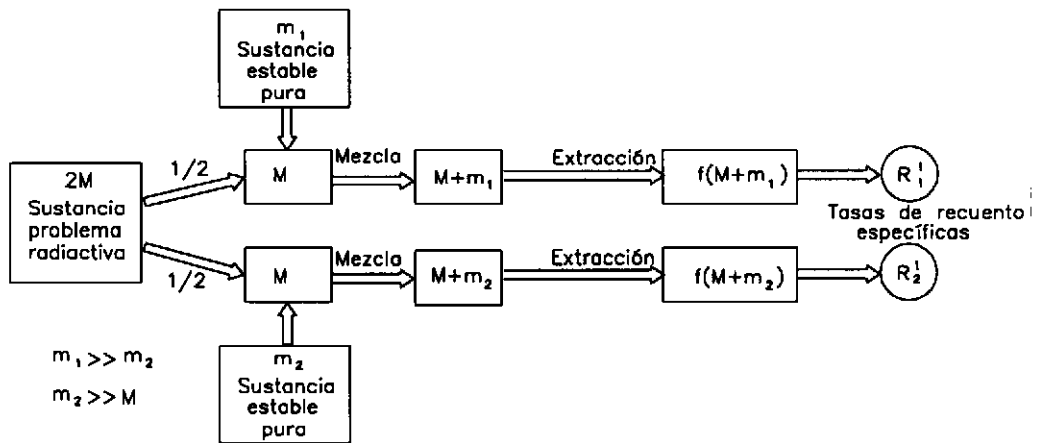 m₁
Sustancia
estable
pura
1/2
M
Mezcla
M+m₁
Extracción
f(M+m₁)
R₁¹
2M
Sustancia
problema
radiactiva
Tasas de recuento
específicas
1/2
M
Mezcla
M+m₂
Extracción
f(M+m₂)
R₂¹
m₁ >> m₂
m₂ >> M
m₂
Sustancia
estable
pura